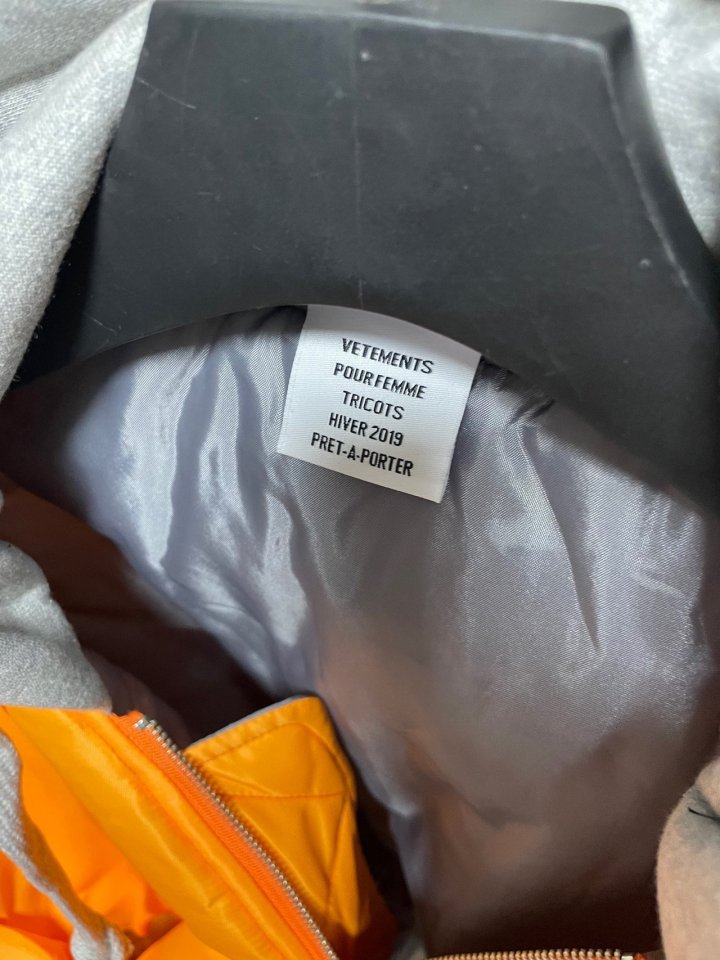 VETEMENTS
POUR FEMME
TRICOTS
HIVER 2019
PRET-A-PORTER